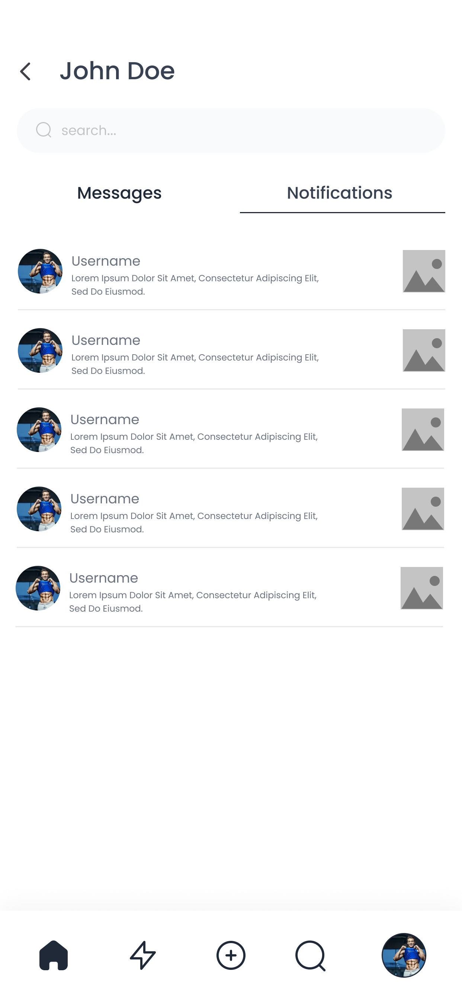 John Doe
search...
Messages
Notifications
Username
Lorem Ipsum Dolor Sit Amet, Consectetur Adipiscing Elit,
Sed Do Eiusmod.
Username
Lorem Ipsum Dolor Sit Amet, Consectetur Adipiscing Elit,
Sed Do Eiusmod.
Username
Lorem Ipsum Dolor Sit Amet, Consectetur Adipiscing Elit,
Sed Do Eiusmod.
Username
Lorem Ipsum Dolor Sit Amet, Consectetur Adipiscing Elit,
Sed Do Eiusmod.
Username
Lorem Ipsum Dolor Sit Amet, Consectetur Adipiscing Elit,
Sed Do Eiusmod.